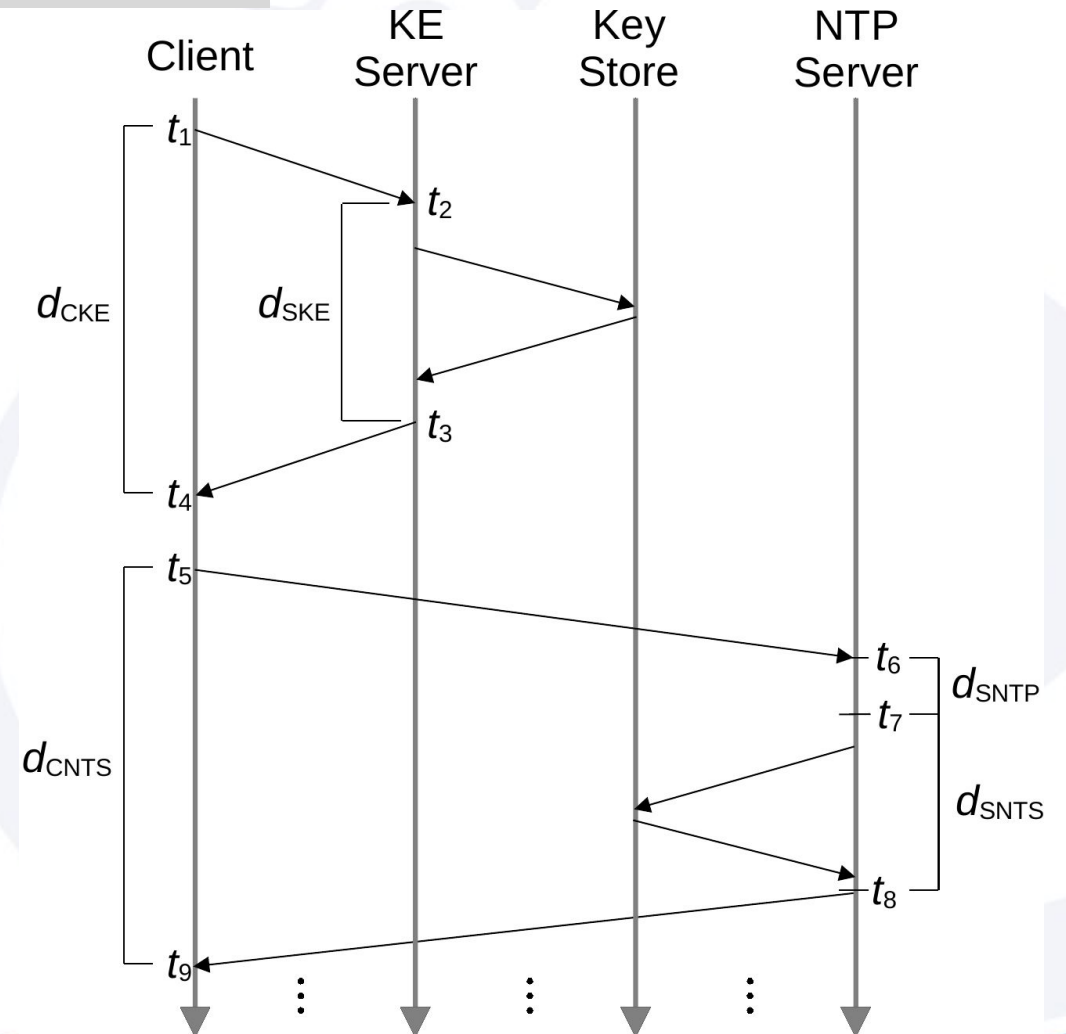 Client
KE
Server
Key
Store
NTP
Server
t1
t2
dCKE
dSKE
t3
t4
t5
t6
dSNTP
t7
dCNTS
dSNTS
t8
t9